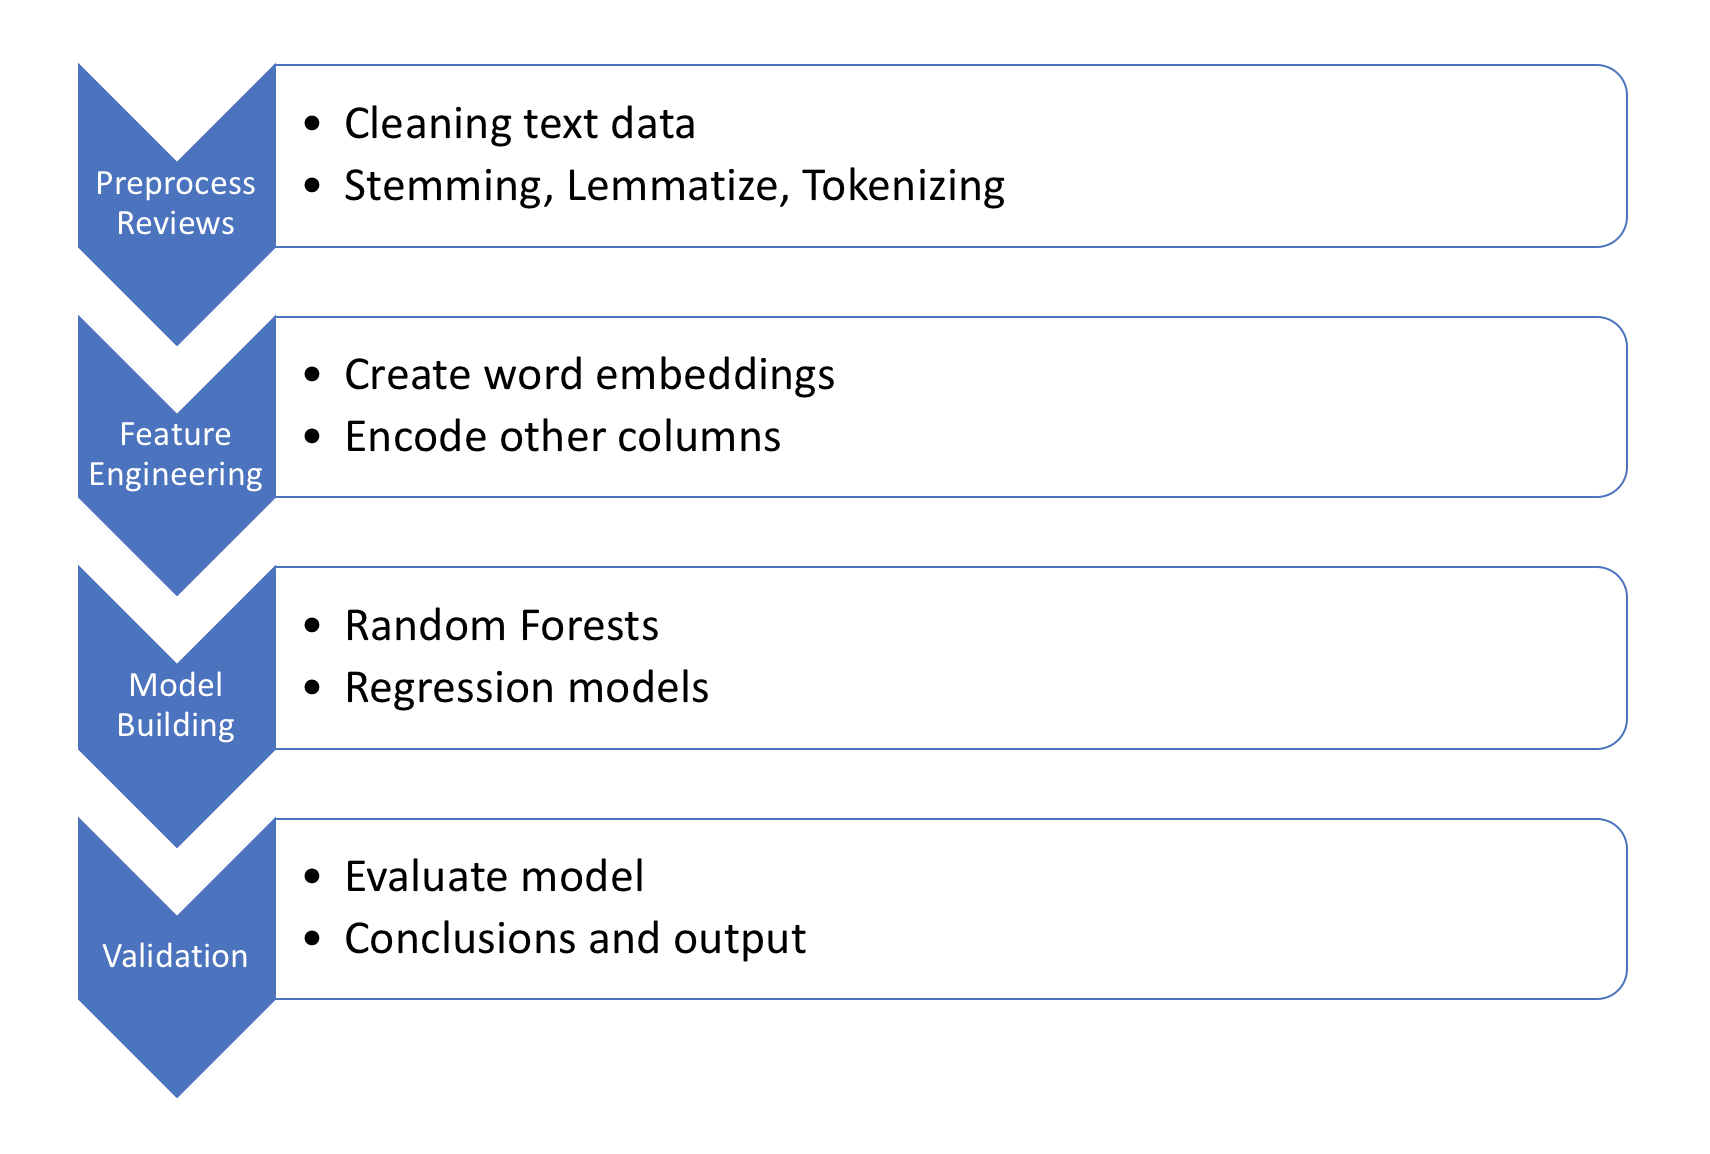 Preprocess
Reviews
• Cleaning text data
• Stemming, Lemmatize, Tokenizing
Feature
Engineering
• Create word embeddings
• Encode other columns
Model
Building
• Random Forests
• Regression models
Validation
• Evaluate model
• Conclusions and output